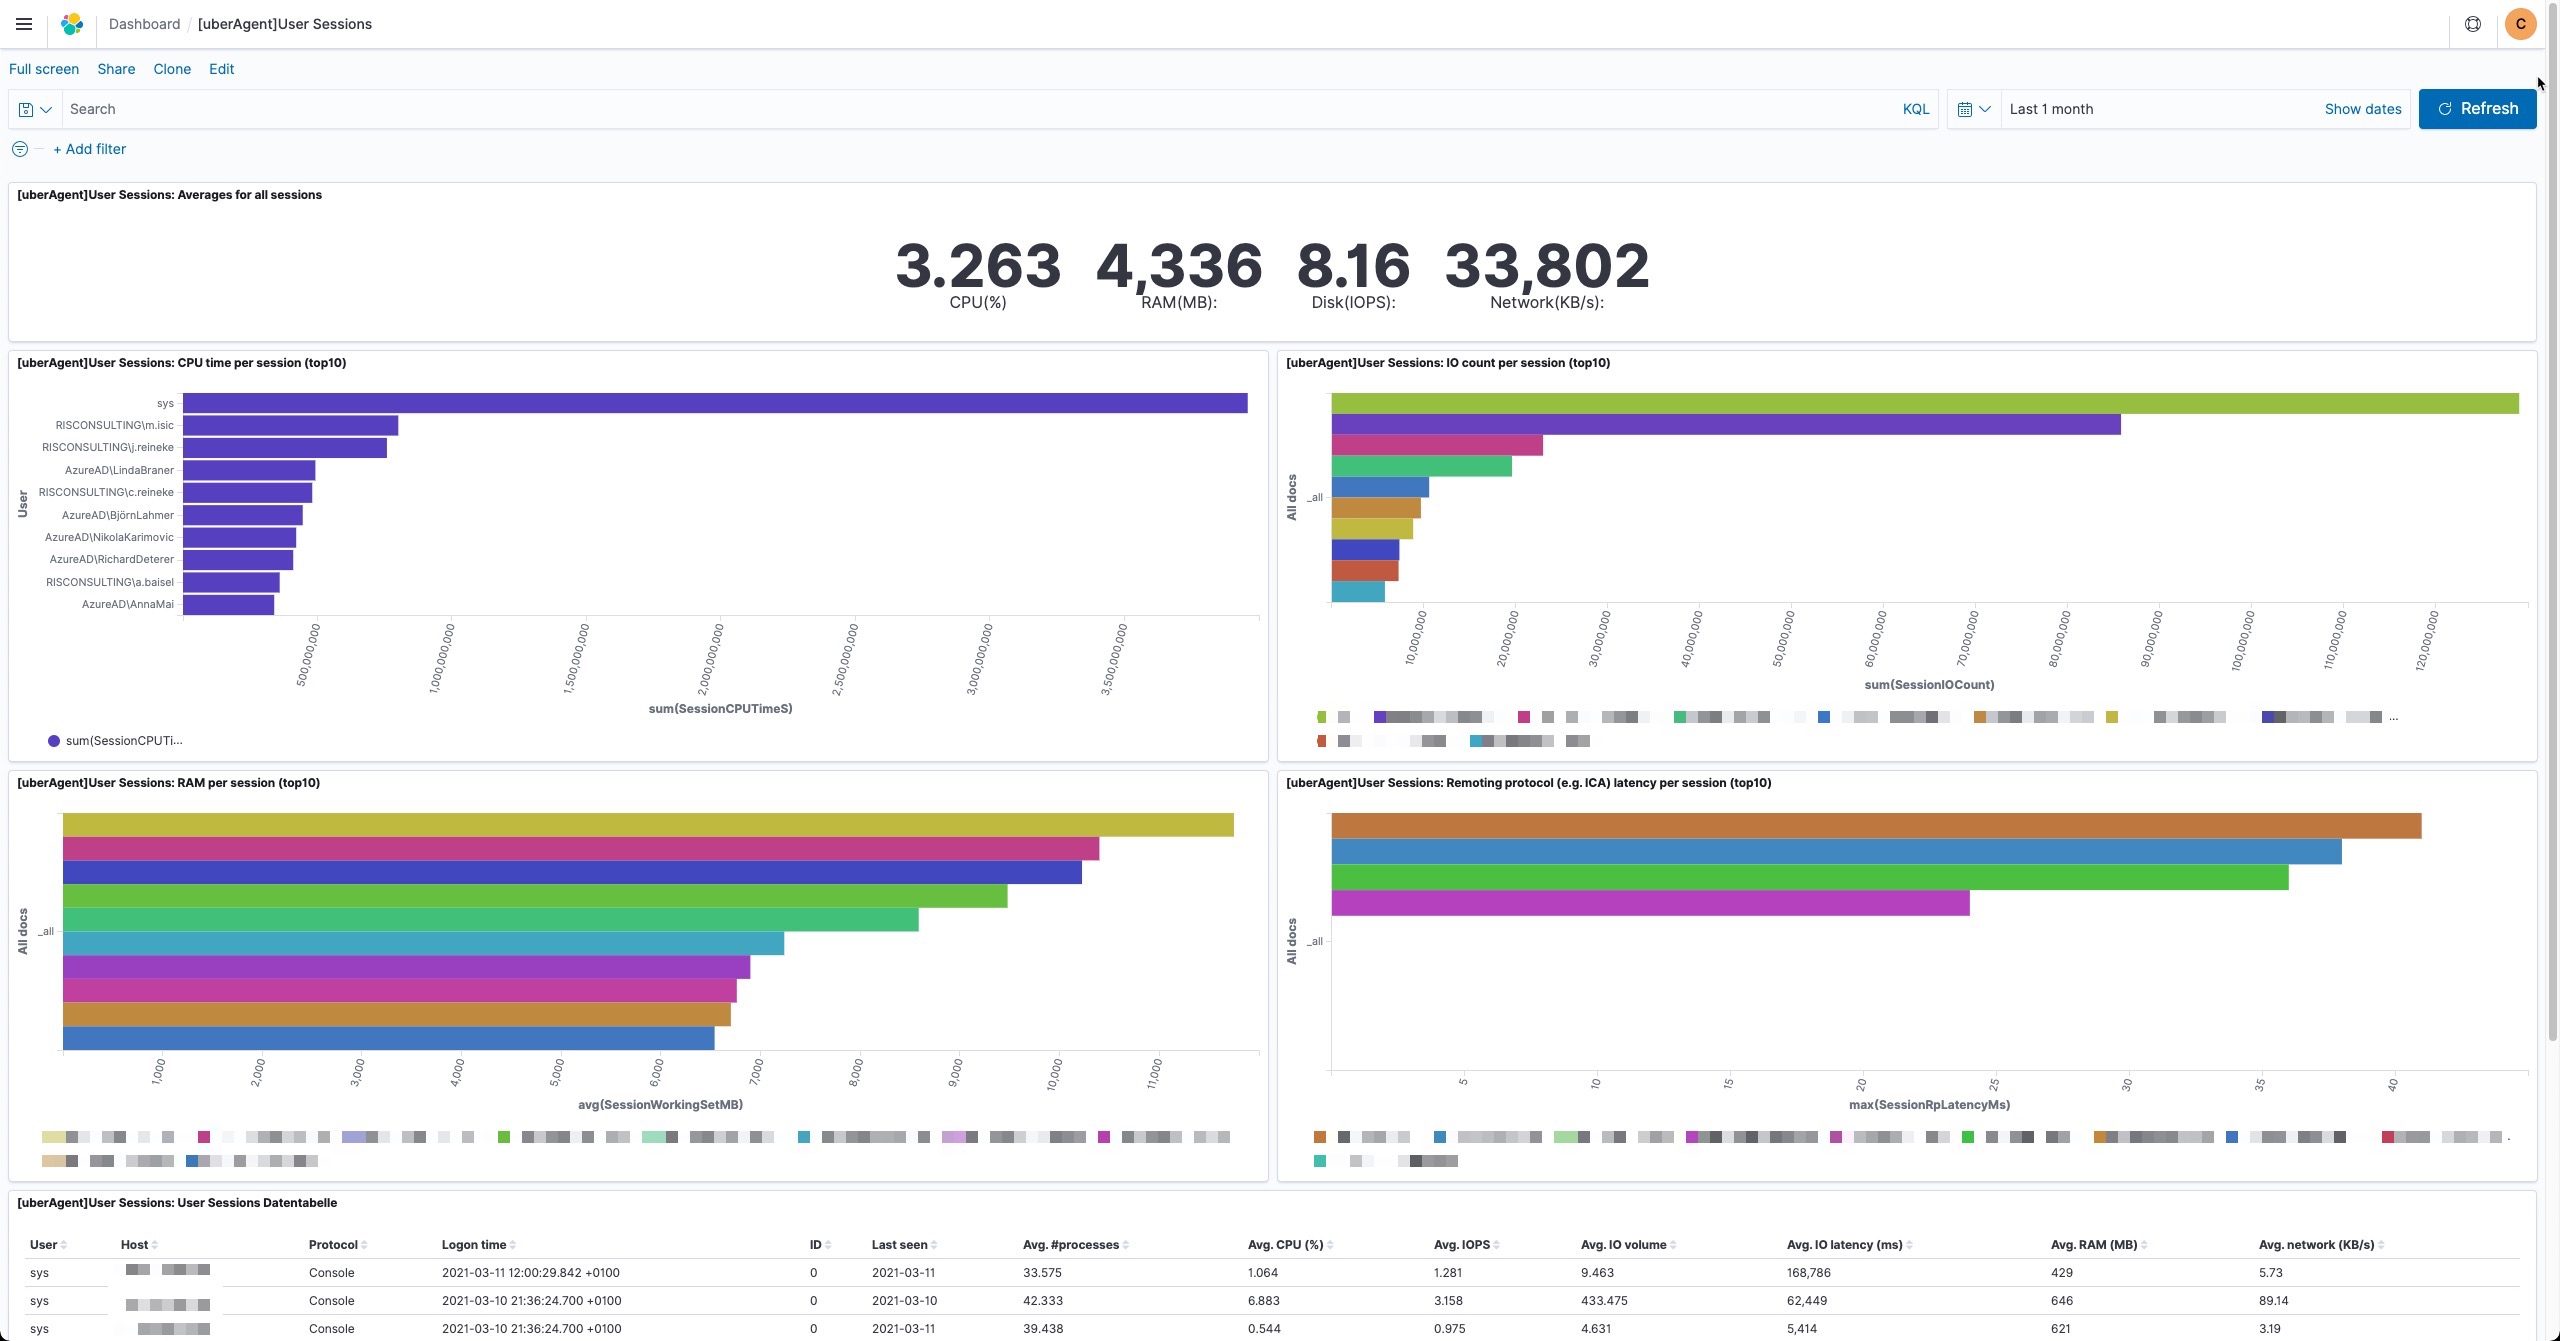 Dashboard / [uberAgent]User Sessions
C
Full screen Share Clone Edit
Search KQL Last 1 month Show dates Refresh
+ Add filter
[uberAgent]User Sessions: Averages for all sessions
3.263 4,336 8.16 33,802
CPU(%) RAM(MB): Disk(IOPS): Network(KB/s):
[uberAgent]User Sessions: CPU time per session (top10)
User
sys
RISCONSULTING\m.isic
RISCONSULTING\j.reineke
AzureAD\LindaBraner
RISCONSULTING\c.reineke
AzureAD\BjörnLahmer
AzureAD\NikolaKarimovic
AzureAD\RichardDeterer
RISCONSULTING\a.baisel
AzureAD\AnnaMai
500,000,000 1,000,000,000 1,500,000,000 2,000,000,000 2,500,000,000 3,000,000,000 3,500,000,000
sum(SessionCPUTimeS)
sum(SessionCPUTi...
[uberAgent]User Sessions: IO count per session (top10)
All docs
_all
10,000,000 20,000,000 30,000,000 40,000,000 50,000,000 60,000,000 70,000,000 80,000,000 90,000,000 100,000,000 110,000,000 120,000,000
sum(SessionIOCount)
...
[uberAgent]User Sessions: RAM per session (top10)
All docs
_all
1,000 2,000 3,000 4,000 5,000 6,000 7,000 8,000 9,000 10,000 11,000
avg(SessionWorkingSetMB)
[uberAgent]User Sessions: Remoting protocol (e.g. ICA) latency per session (top10)
All docs
_all
5 10 15 20 25 30 35 40
max(SessionRpLatencyMs)
[uberAgent]User Sessions: User Sessions Datentabelle
User Host Protocol Logon time ID Last seen Avg. #processes Avg. CPU (%) Avg. IOPS Avg. IO volume Avg. IO latency (ms) Avg. RAM (MB) Avg. network (KB/s)
sys Console 2021-03-11 12:00:29.842 +0100 0 2021-03-11 33.575 1.064 1.281 9.463 168,786 429 5.73
sys Console 2021-03-10 21:36:24.700 +0100 0 2021-03-10 42.333 6.883 3.158 433.475 62,449 646 89.14
sys Console 2021-03-10 21:36:24.700 +0100 0 2021-03-11 39.438 0.544 0.975 4.631 5,414 621 3.19